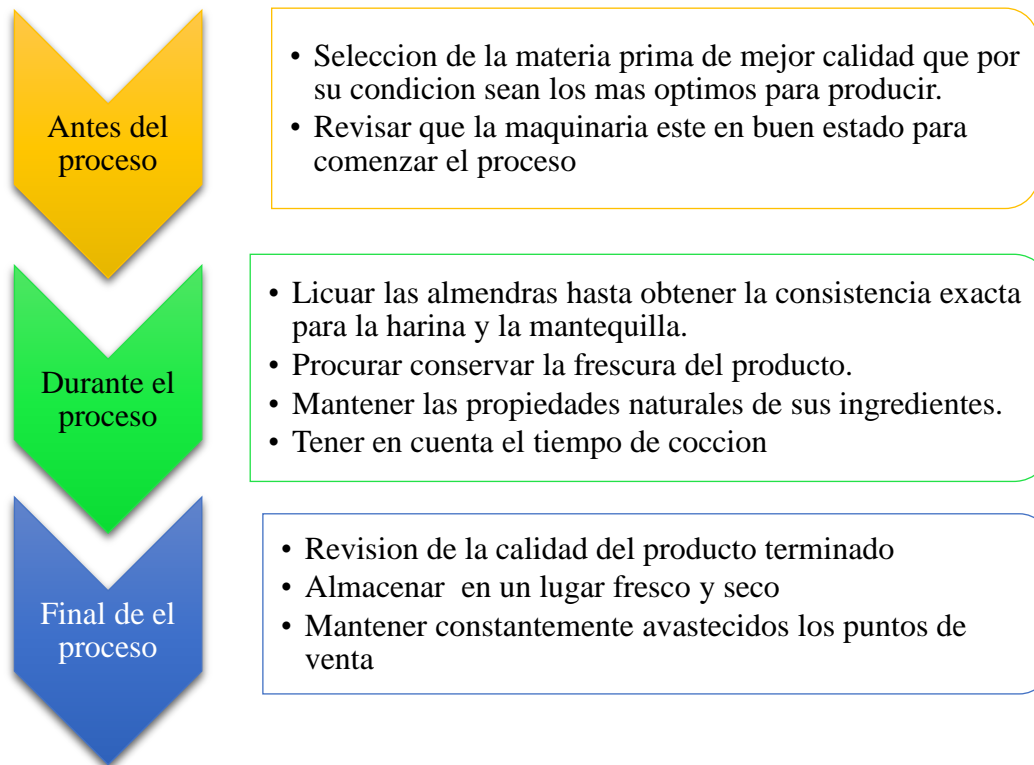 Antes del
proceso
• Seleccion de la materia prima de mejor calidad que por
su condicion sean los mas optimos para producir.
• Revisar que la maquinaria este en buen estado para
comenzar el proceso
Durante el
proceso
• Licuar las almendras hasta obtener la consistencia exacta
para la harina y la mantequilla.
• Procurar conservar la frescura del producto.
• Mantener las propiedades naturales de sus ingredientes.
• Tener en cuenta el tiempo de coccion
Final de el
proceso
• Revision de la calidad del producto terminado
• Almacenar  en un lugar fresco y seco
• Mantener constantemente avastecidos los puntos de
venta